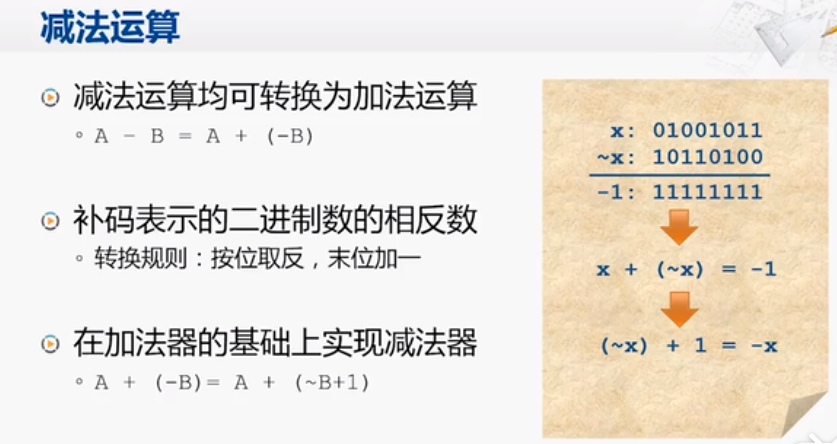 减法运算
减法运算均可转换为加法运算
A - B = A + (-B)
补码表示的二进制数的相反数
转换规则：按位取反，末位加一
在加法器的基础上实现减法器
A + (-B)= A + (~B+1)
x: 01001011
~x: 10110100
-1: 11111111
x + (~x) = -1
(~x) + 1 = -x